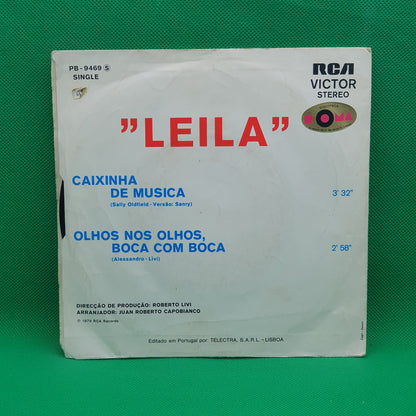 PB-9469 S
SINGLE
RCA
VICTOR
STEREO
ROMA
"LEILA"
CAIXINHA
DE MUSICA
3' 32"
(Sally Oldfield - Versão: Sanry)
OLHOS NOS OLHOS,
BOCA COM BOCA
2' 58"
(Alessandro - Livi)
DIRECÇÃO DE PRODUÇÃO: ROBERTO LIVI
ARRANJADOR: JUAN ROBERTO CAPOBIANCO
℗ 1979 RCA Records
Editado em Portugal por: TELECTRA, S.A.R.L. - LISBOA